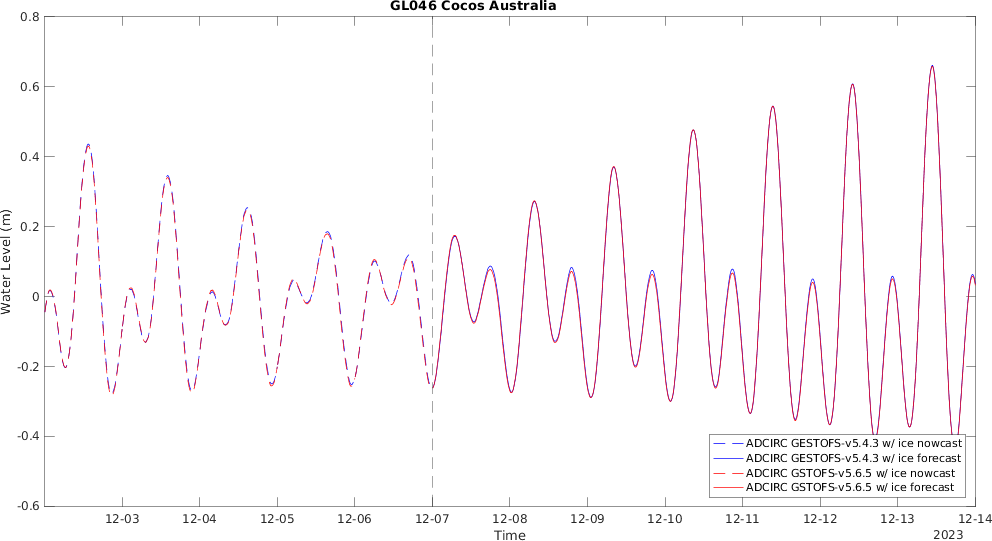 GL046 Cocos Australia
0.8
0.6
0.4
0.2
0
-0.2
-0.4
-0.6
Water Level (m)
ADCIRC GESTOFS-v5.4.3 w/ ice nowcast
ADCIRC GESTOFS-v5.4.3 w/ ice forecast
ADCIRC GSTOFS-v5.6.5 w/ ice nowcast
ADCIRC GSTOFS-v5.6.5 w/ ice forecast
12-03 12-04 12-05 12-06 12-07 12-08 12-09 12-10 12-11 12-12 12-13 12-14
Time
2023